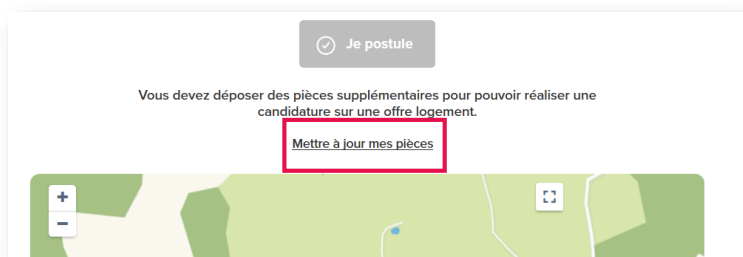 Je postule
Vous devez déposer des pièces supplémentaires pour pouvoir réaliser une
candidature sur une offre logement.
Mettre à jour mes pièces
+
−